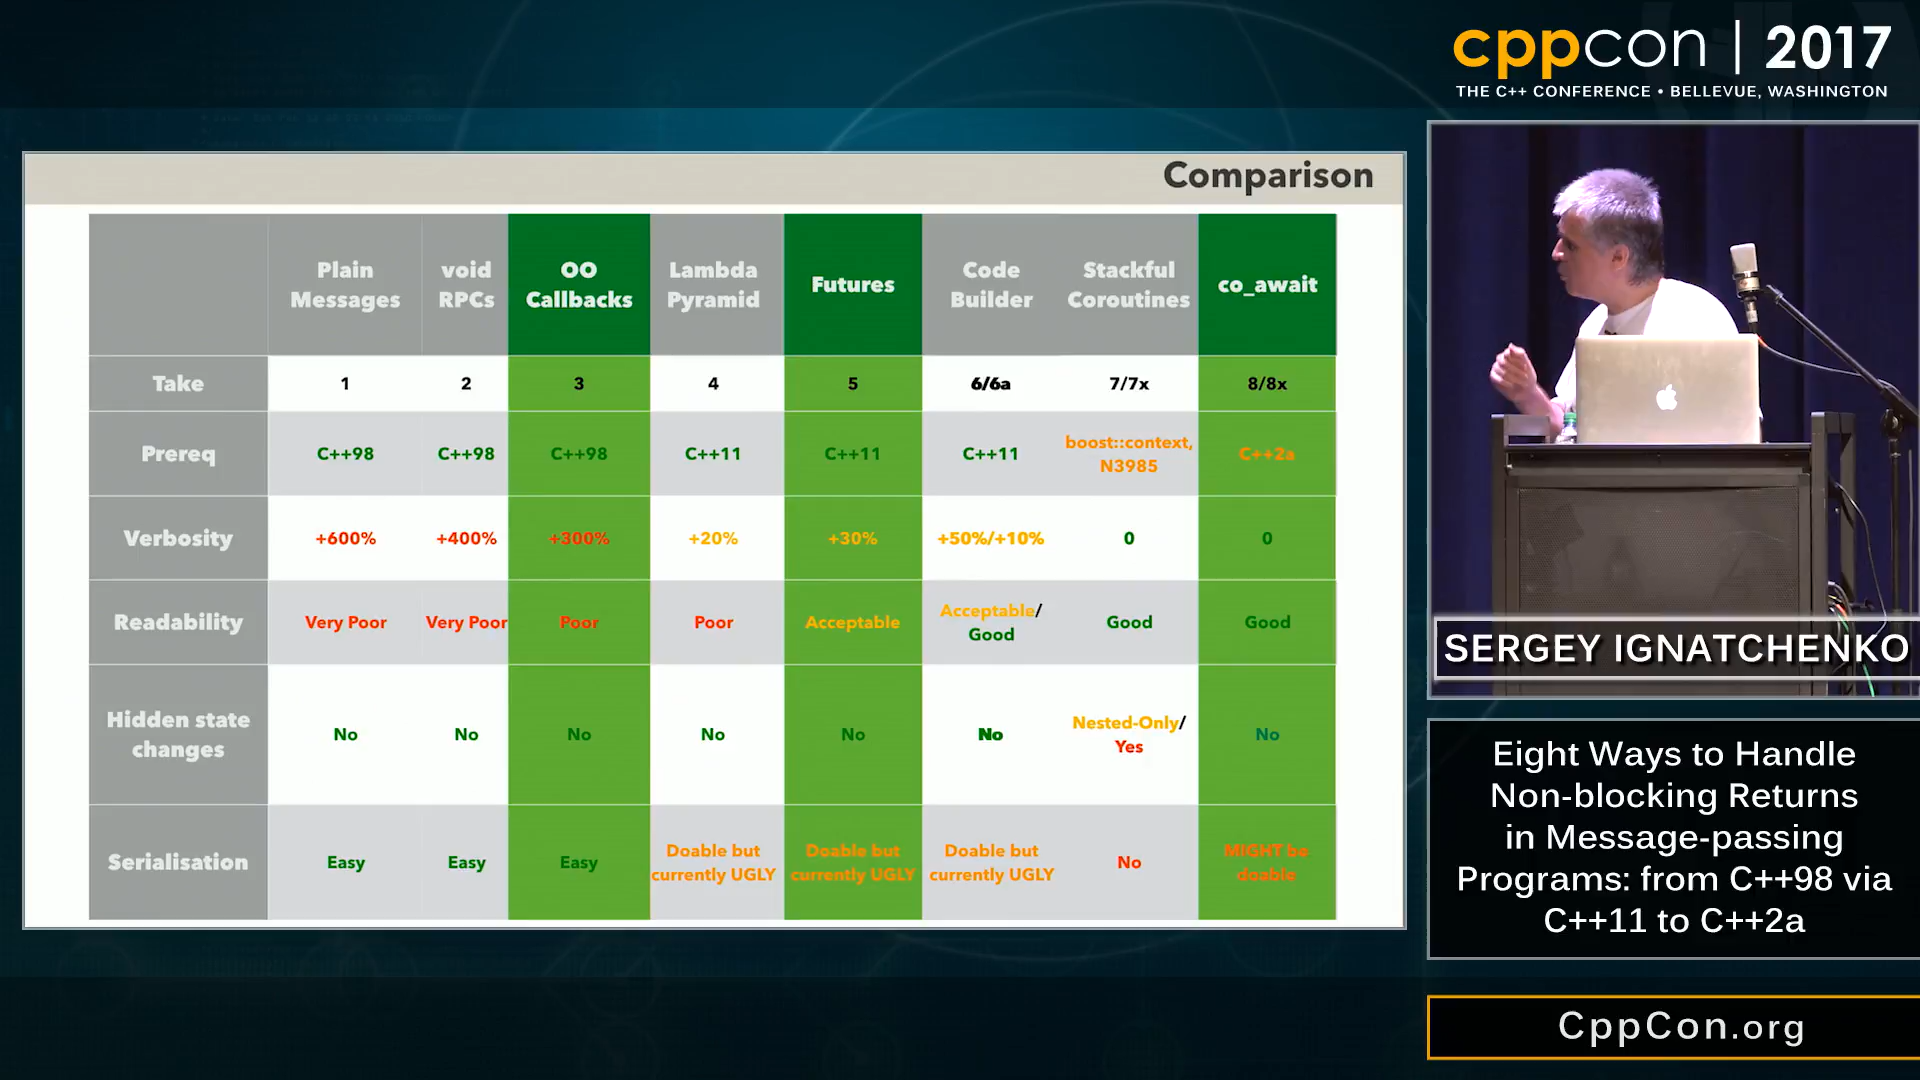 cppcon | 2017
THE C++ CONFERENCE • BELLEVUE, WASHINGTON
Comparison
Plain Messages
void RPCs
OO Callbacks
Lambda Pyramid
Futures
Code Builder
Stackful Coroutines
co_await
Take 1 2 3 4 5 6/6a 7/7x 8/8x
Prereq C++98 C++98 C++98 C++11 C++11 C++11 boost::context, N3985 C++2a
Verbosity +600% +400% +300% +20% +30% +50%/+10% 0 0
Readability Very Poor Very Poor Poor Poor Acceptable Acceptable/ Good Good Good
Hidden state changes No No No No No No Nested-Only/ Yes No
Serialisation Easy Easy Easy Doable but currently UGLY Doable but currently UGLY Doable but currently UGLY No MIGHT be doable
SERGEY IGNATCHENKO
Eight Ways to Handle
Non-blocking Returns
in Message-passing
Programs: from C++98 via
C++11 to C++2a
CppCon.org